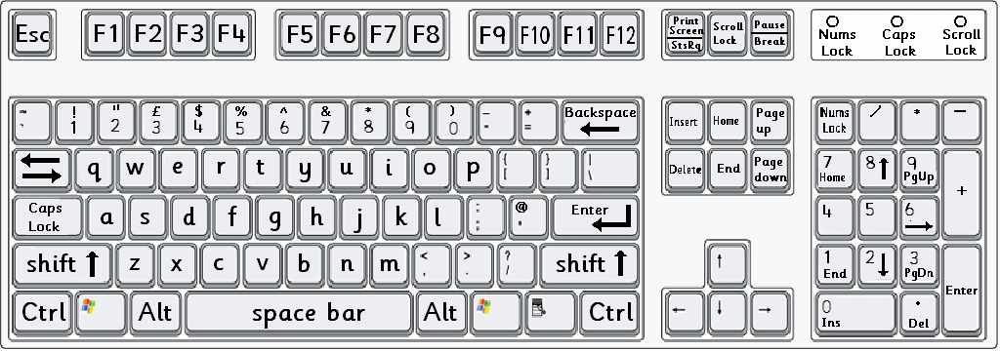 Esc F1 F2 F3 F4 F5 F6 F7 F8 F9 F10 F11 F12 Print Screen StsRq Scroll Lock Pause Break Nums Lock Caps Lock Scroll Lock
~ ` ! 1 " 2 £ 3 $ 4 % 5 ^ 6 & 7 * 8 ( 9 ) 0 - - + = Backspace Insert Home Page up Nums Lock / * -
q w e r t y u i o p { [ } ] | \ Delete End Page down 7 Home 8 9 PgUp +
Caps Lock a s d f g h j k l : ; @ ' Enter 4 5 6
shift z x c v b n m < , > . ? / shift 1 End 2 3 PgDn Enter
Ctrl Alt space bar Alt Ctrl 0 Ins . Del